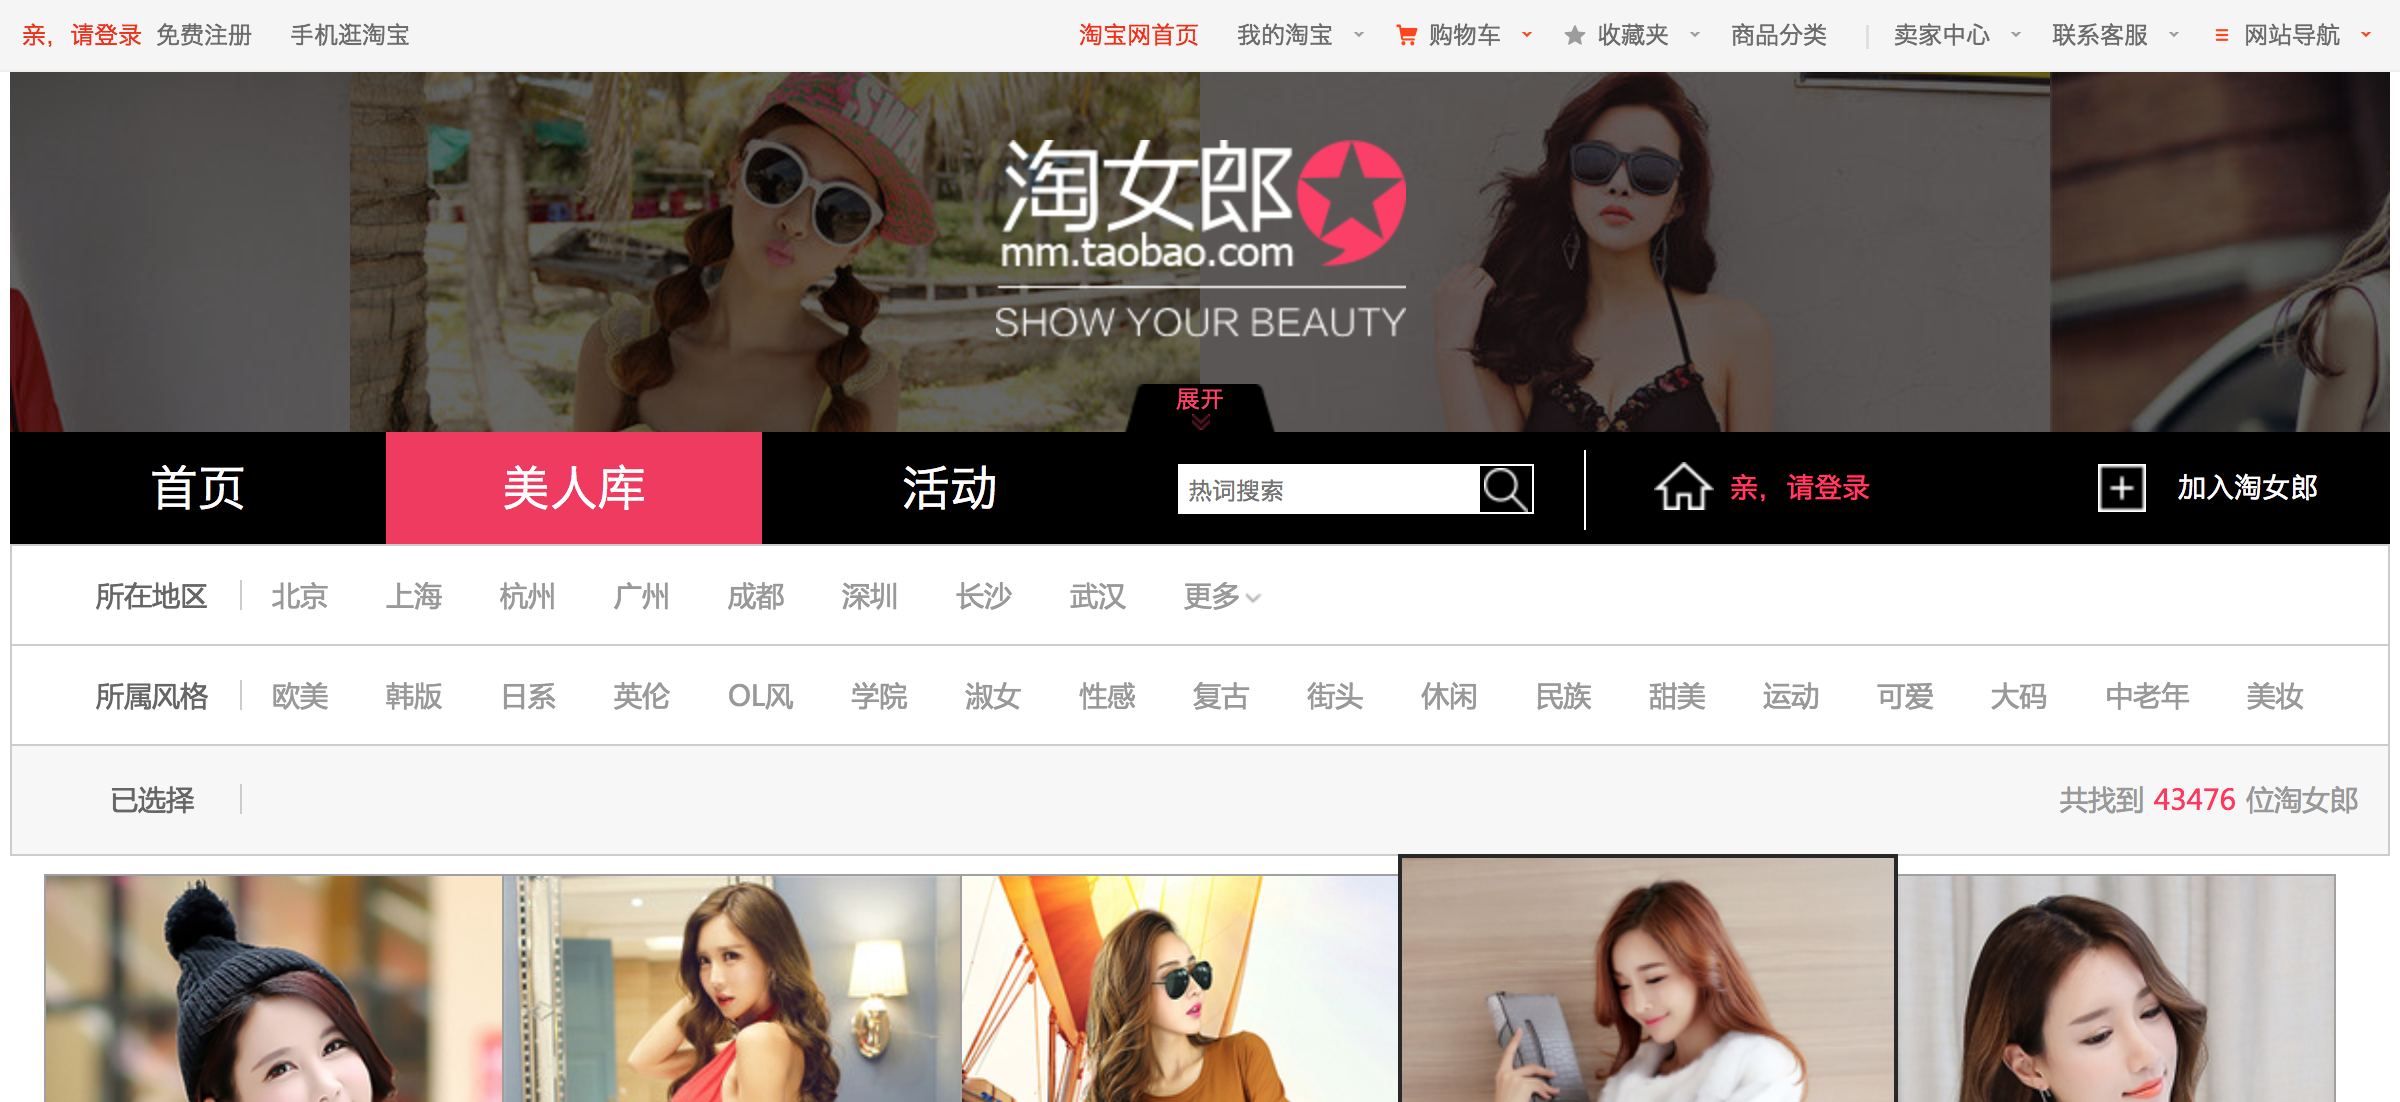 亲，请登录 免费注册 手机逛淘宝 淘宝网首页 我的淘宝 购物车 收藏夹 商品分类 卖家中心 联系客服 网站导航
SWL
淘女郎
mm.taobao.com
SHOW YOUR BEAUTY
展开
首页 美人库 活动 热词搜索 亲，请登录 加入淘女郎
所在地区 北京 上海 杭州 广州 成都 深圳 长沙 武汉 更多
所属风格 欧美 韩版 日系 英伦 OL风 学院 淑女 性感 复古 街头 休闲 民族 甜美 运动 可爱 大码 中老年 美妆
已选择 共找到 43476 位淘女郎